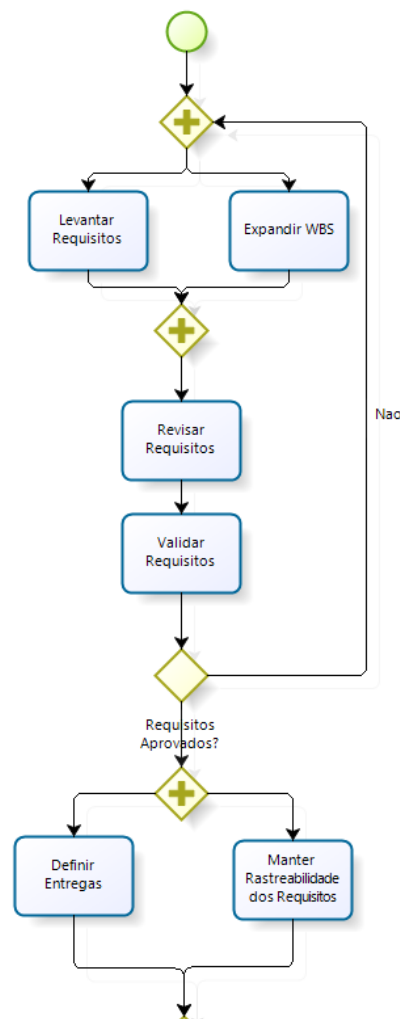 Levantar
Requisitos
Expandir WBS
Revisar
Requisitos
Nao
Validar
Requisitos
Requisitos
Aprovados?
Definir
Entregas
Manter
Rastreabilidade
dos Requisitos